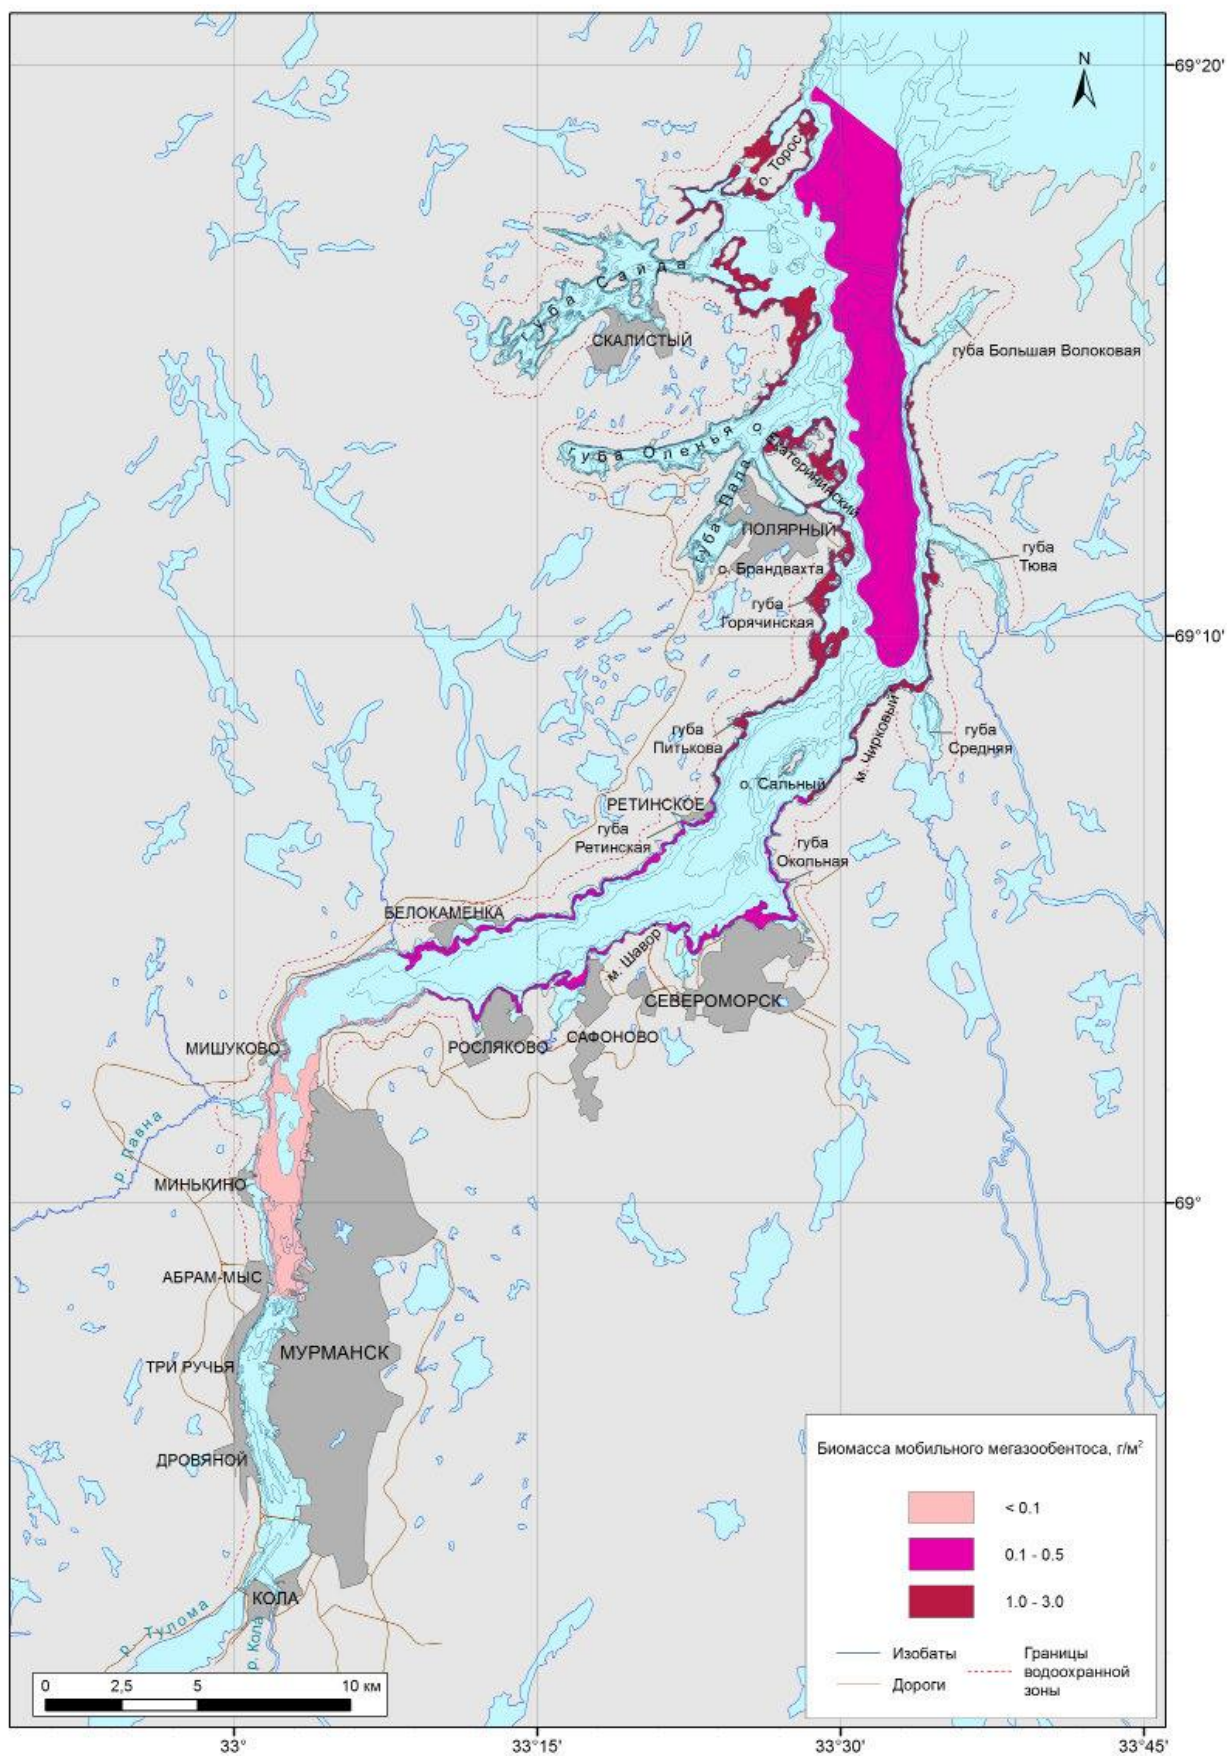 N
69°20'
о. Торос
губа Сайда
СКАЛИСТЫЙ
губа Большая Волоковая
губа Оленья
о. Екатерининский
губа Пала
ПОЛЯРНЫЙ
губа
Тюва
о. Брандвахта
губа
Горячинская
69°10'
губа
Питькова
м. Чирковый
губа
Средняя
о. Сальный
РЕТИНСКОЕ
губа
Ретинская
губа
Окольная
БЕЛОКАМЕНКА
м. Шавор
СЕВЕРОМОРСК
МИШУКОВО
РОСЛЯКОВО
САФОНОВО
р. Лавна
МИНЬКИНО
69°
АБРАМ-МЫС
МУРМАНСК
ТРИ РУЧЬЯ
ДРОВЯНОЙ
КОЛА
р. Тулома
р. Кола
Биомасса мобильного мегазообентоса, г/м²
< 0.1
0.1 - 0.5
1.0 - 3.0
Изобаты
Дороги
Границы
водоохранной
зоны
0 2,5 5 10 км
33° 33°15' 33°30' 33°45'